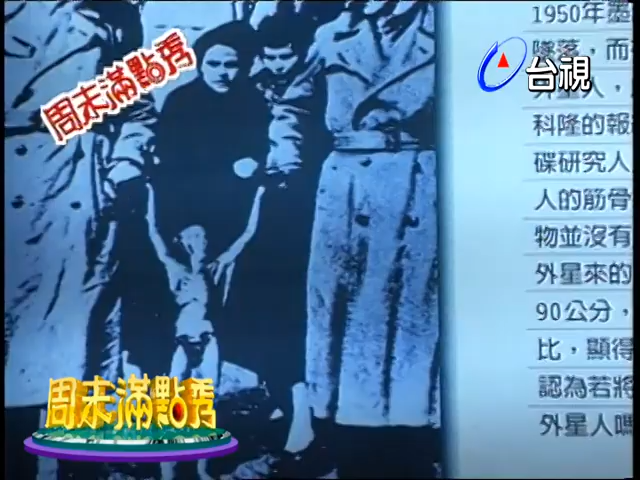 周末滿點秀
台視
1950年墨
墜落，而
外星人，
科隆的報
碟研究人
人的筋骨
物並沒有
外星來的
90公分，
比，顯得
認為若將
外星人嗎
周末滿點秀